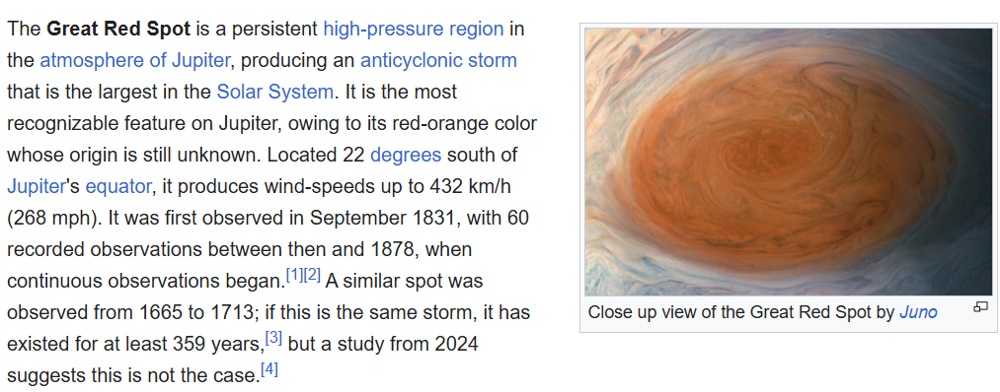 The Great Red Spot is a persistent high-pressure region in
the atmosphere of Jupiter, producing an anticyclonic storm
that is the largest in the Solar System. It is the most
recognizable feature on Jupiter, owing to its red-orange color
whose origin is still unknown. Located 22 degrees south of
Jupiter's equator, it produces wind-speeds up to 432 km/h
(268 mph). It was first observed in September 1831, with 60
recorded observations between then and 1878, when
continuous observations began.[1][2] A similar spot was
observed from 1665 to 1713; if this is the same storm, it has
existed for at least 359 years,[3] but a study from 2024
suggests this is not the case.[4]
Close up view of the Great Red Spot by Juno